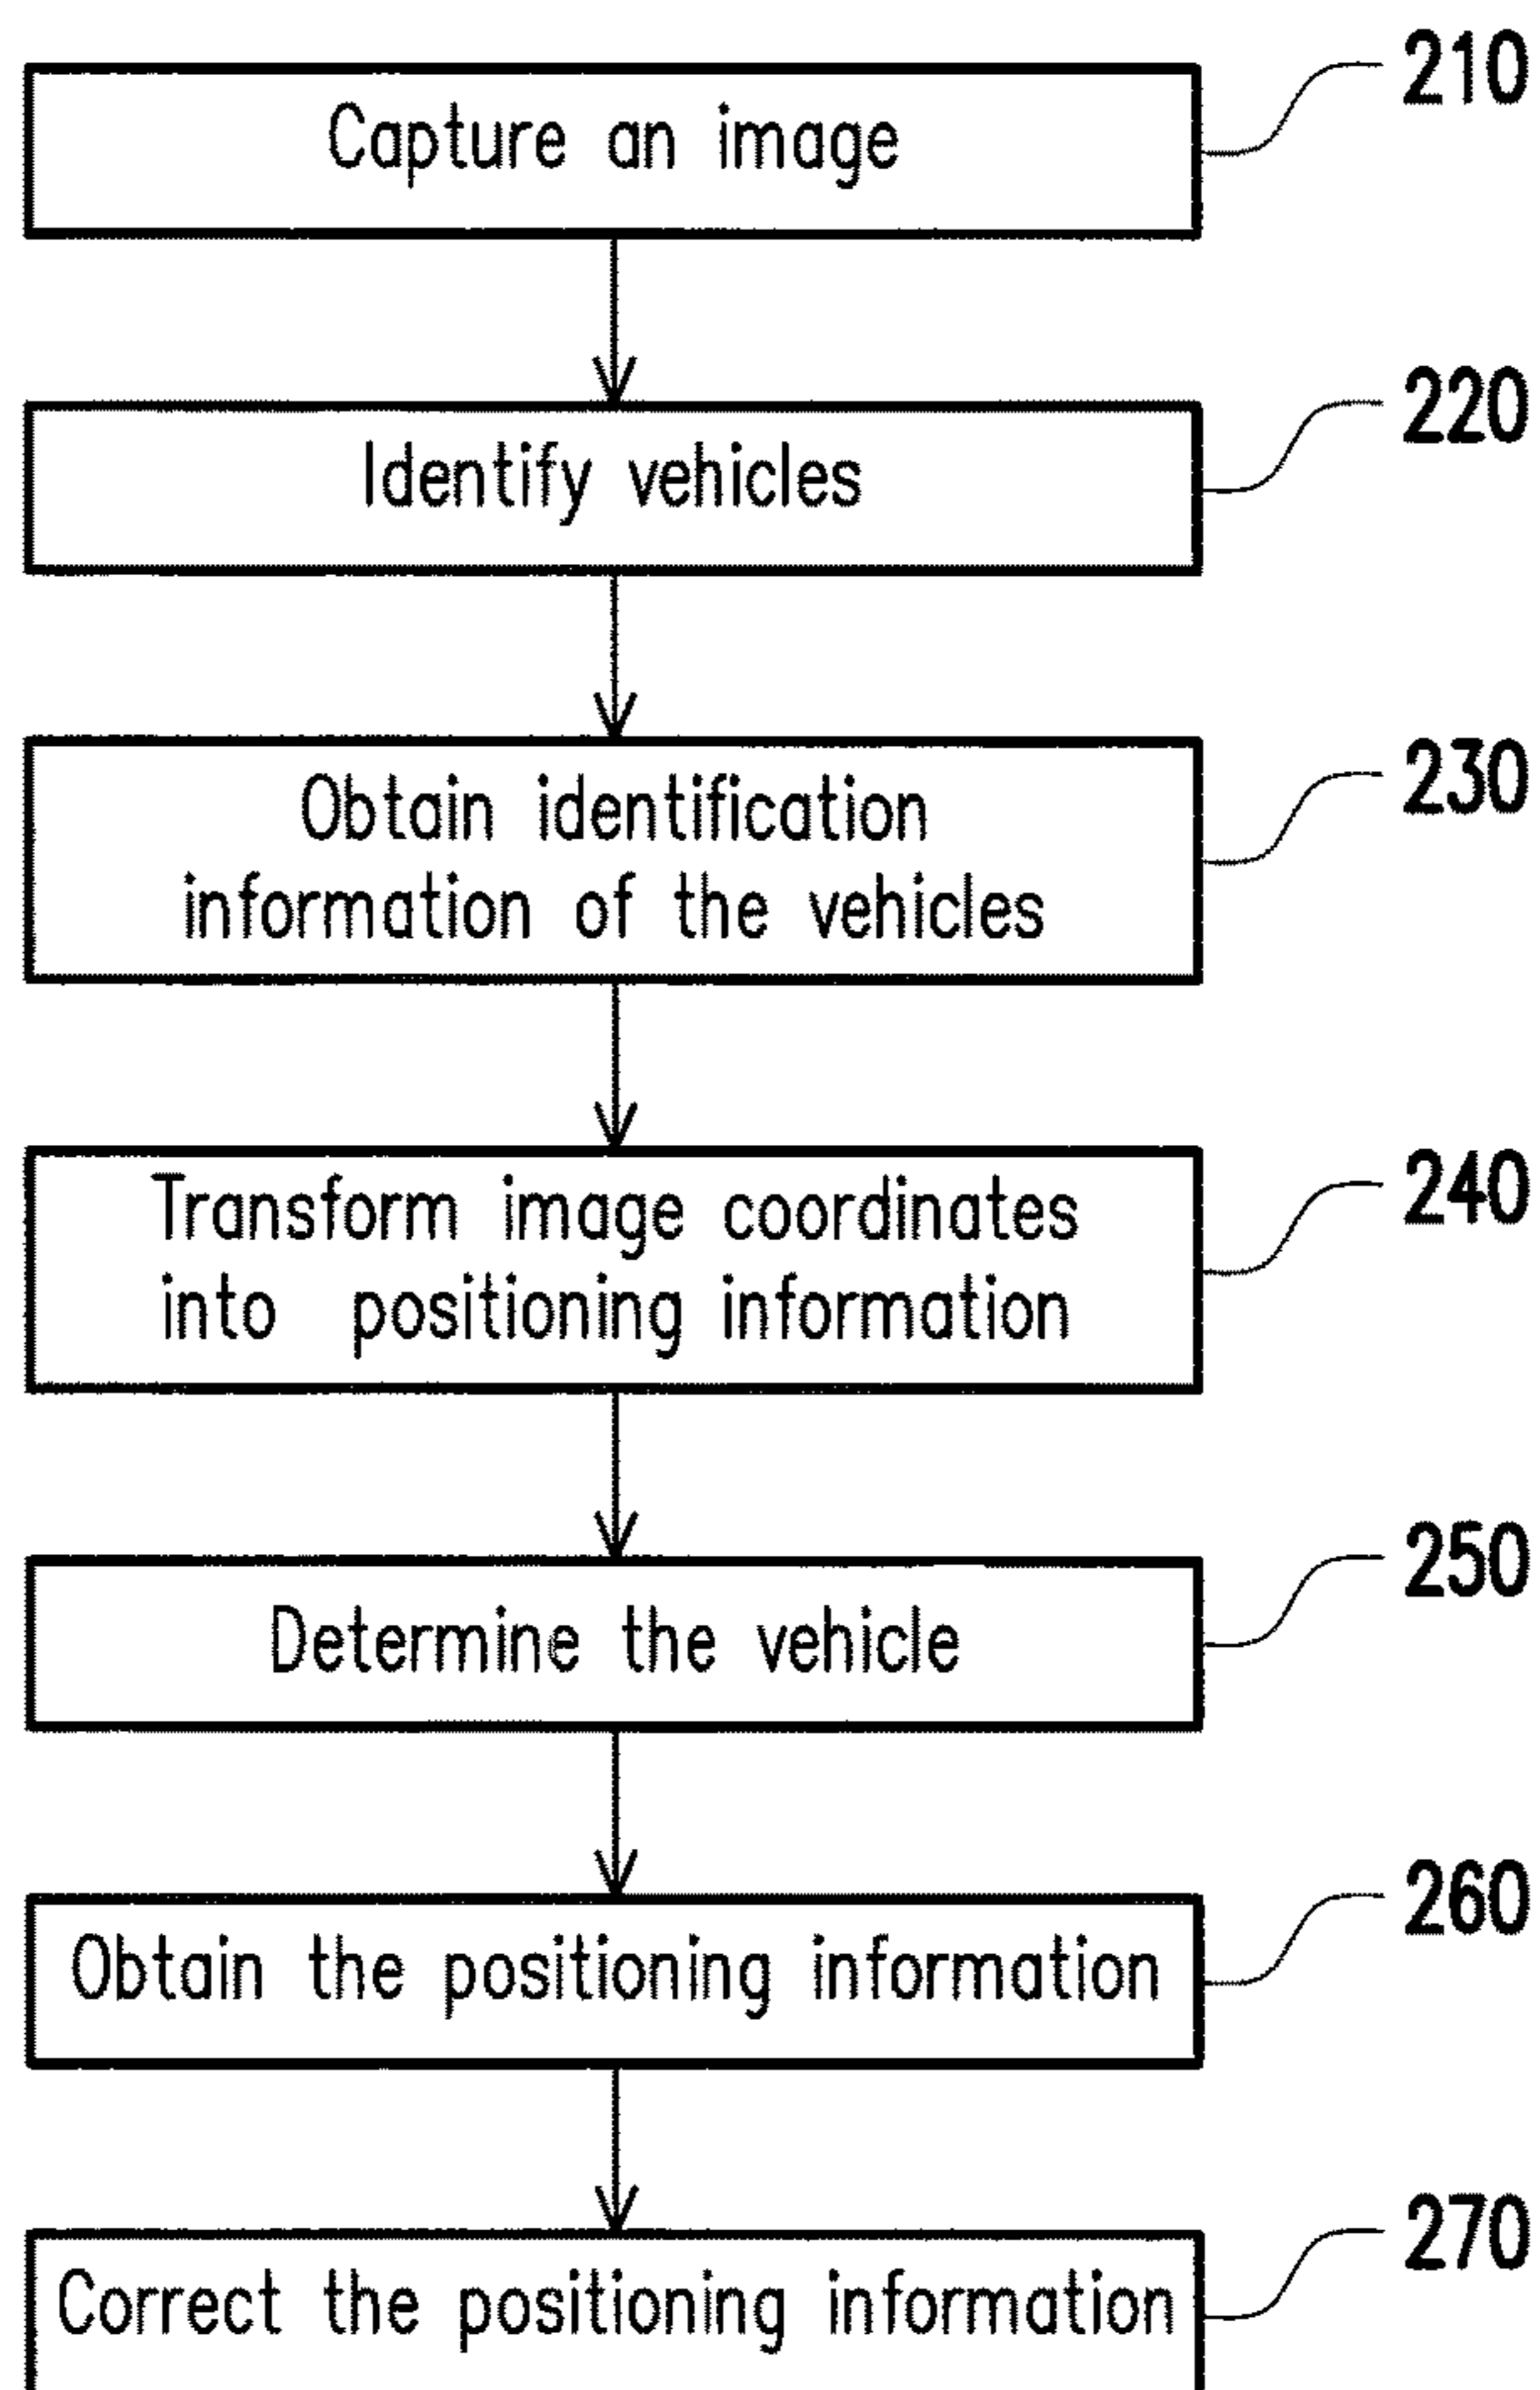 Capture an image
210
Identify vehicles
220
Obtain identification
information of the vehicles
230
Transform image coordinates
into positioning information
240
Determine the vehicle
250
Obtain the positioning information
260
Correct the positioning information
270